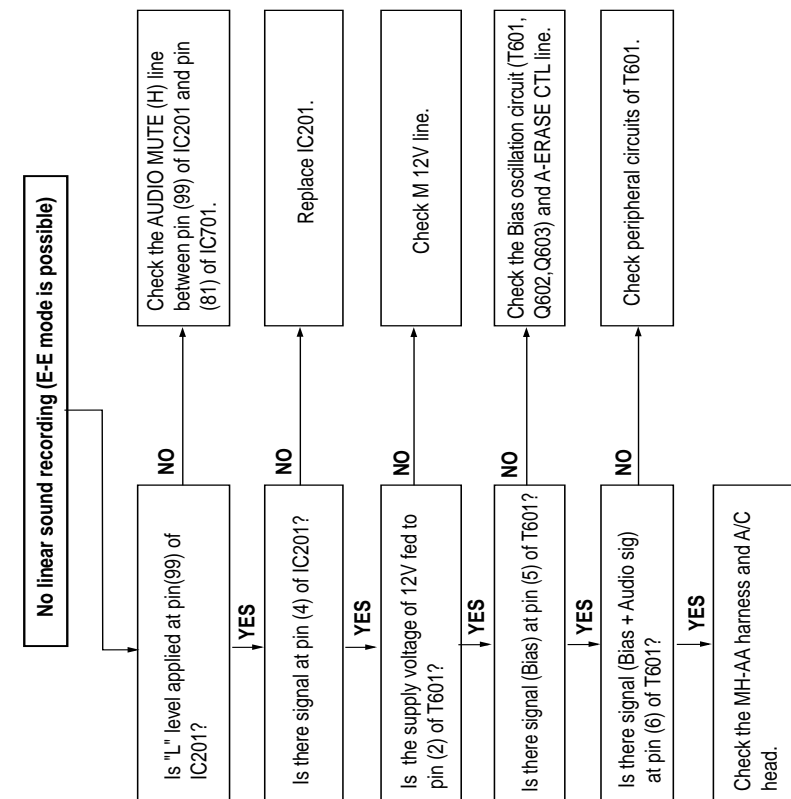 No linear sound recording (E-E mode is possible)
Is "L" level applied at pin(99) of
IC201?
NO
Check the AUDIO MUTE (H) line
between pin (99) of IC201 and pin
(81) of IC701.
YES
Is there signal at pin (4) of IC201?
NO
Replace IC201.
YES
Is the supply voltage of 12V fed to
pin (2) of T601?
NO
Check M 12V line.
YES
Is there signal (Bias) at pin (5) of T601?
NO
Check the Bias oscillation circuit (T601,
Q602,Q603) and A-ERASE CTL line.
YES
Is there signal (Bias + Audio sig)
at pin (6) of T601?
NO
Check peripheral circuits of T601.
YES
Check the MH-AA harness and A/C
head.